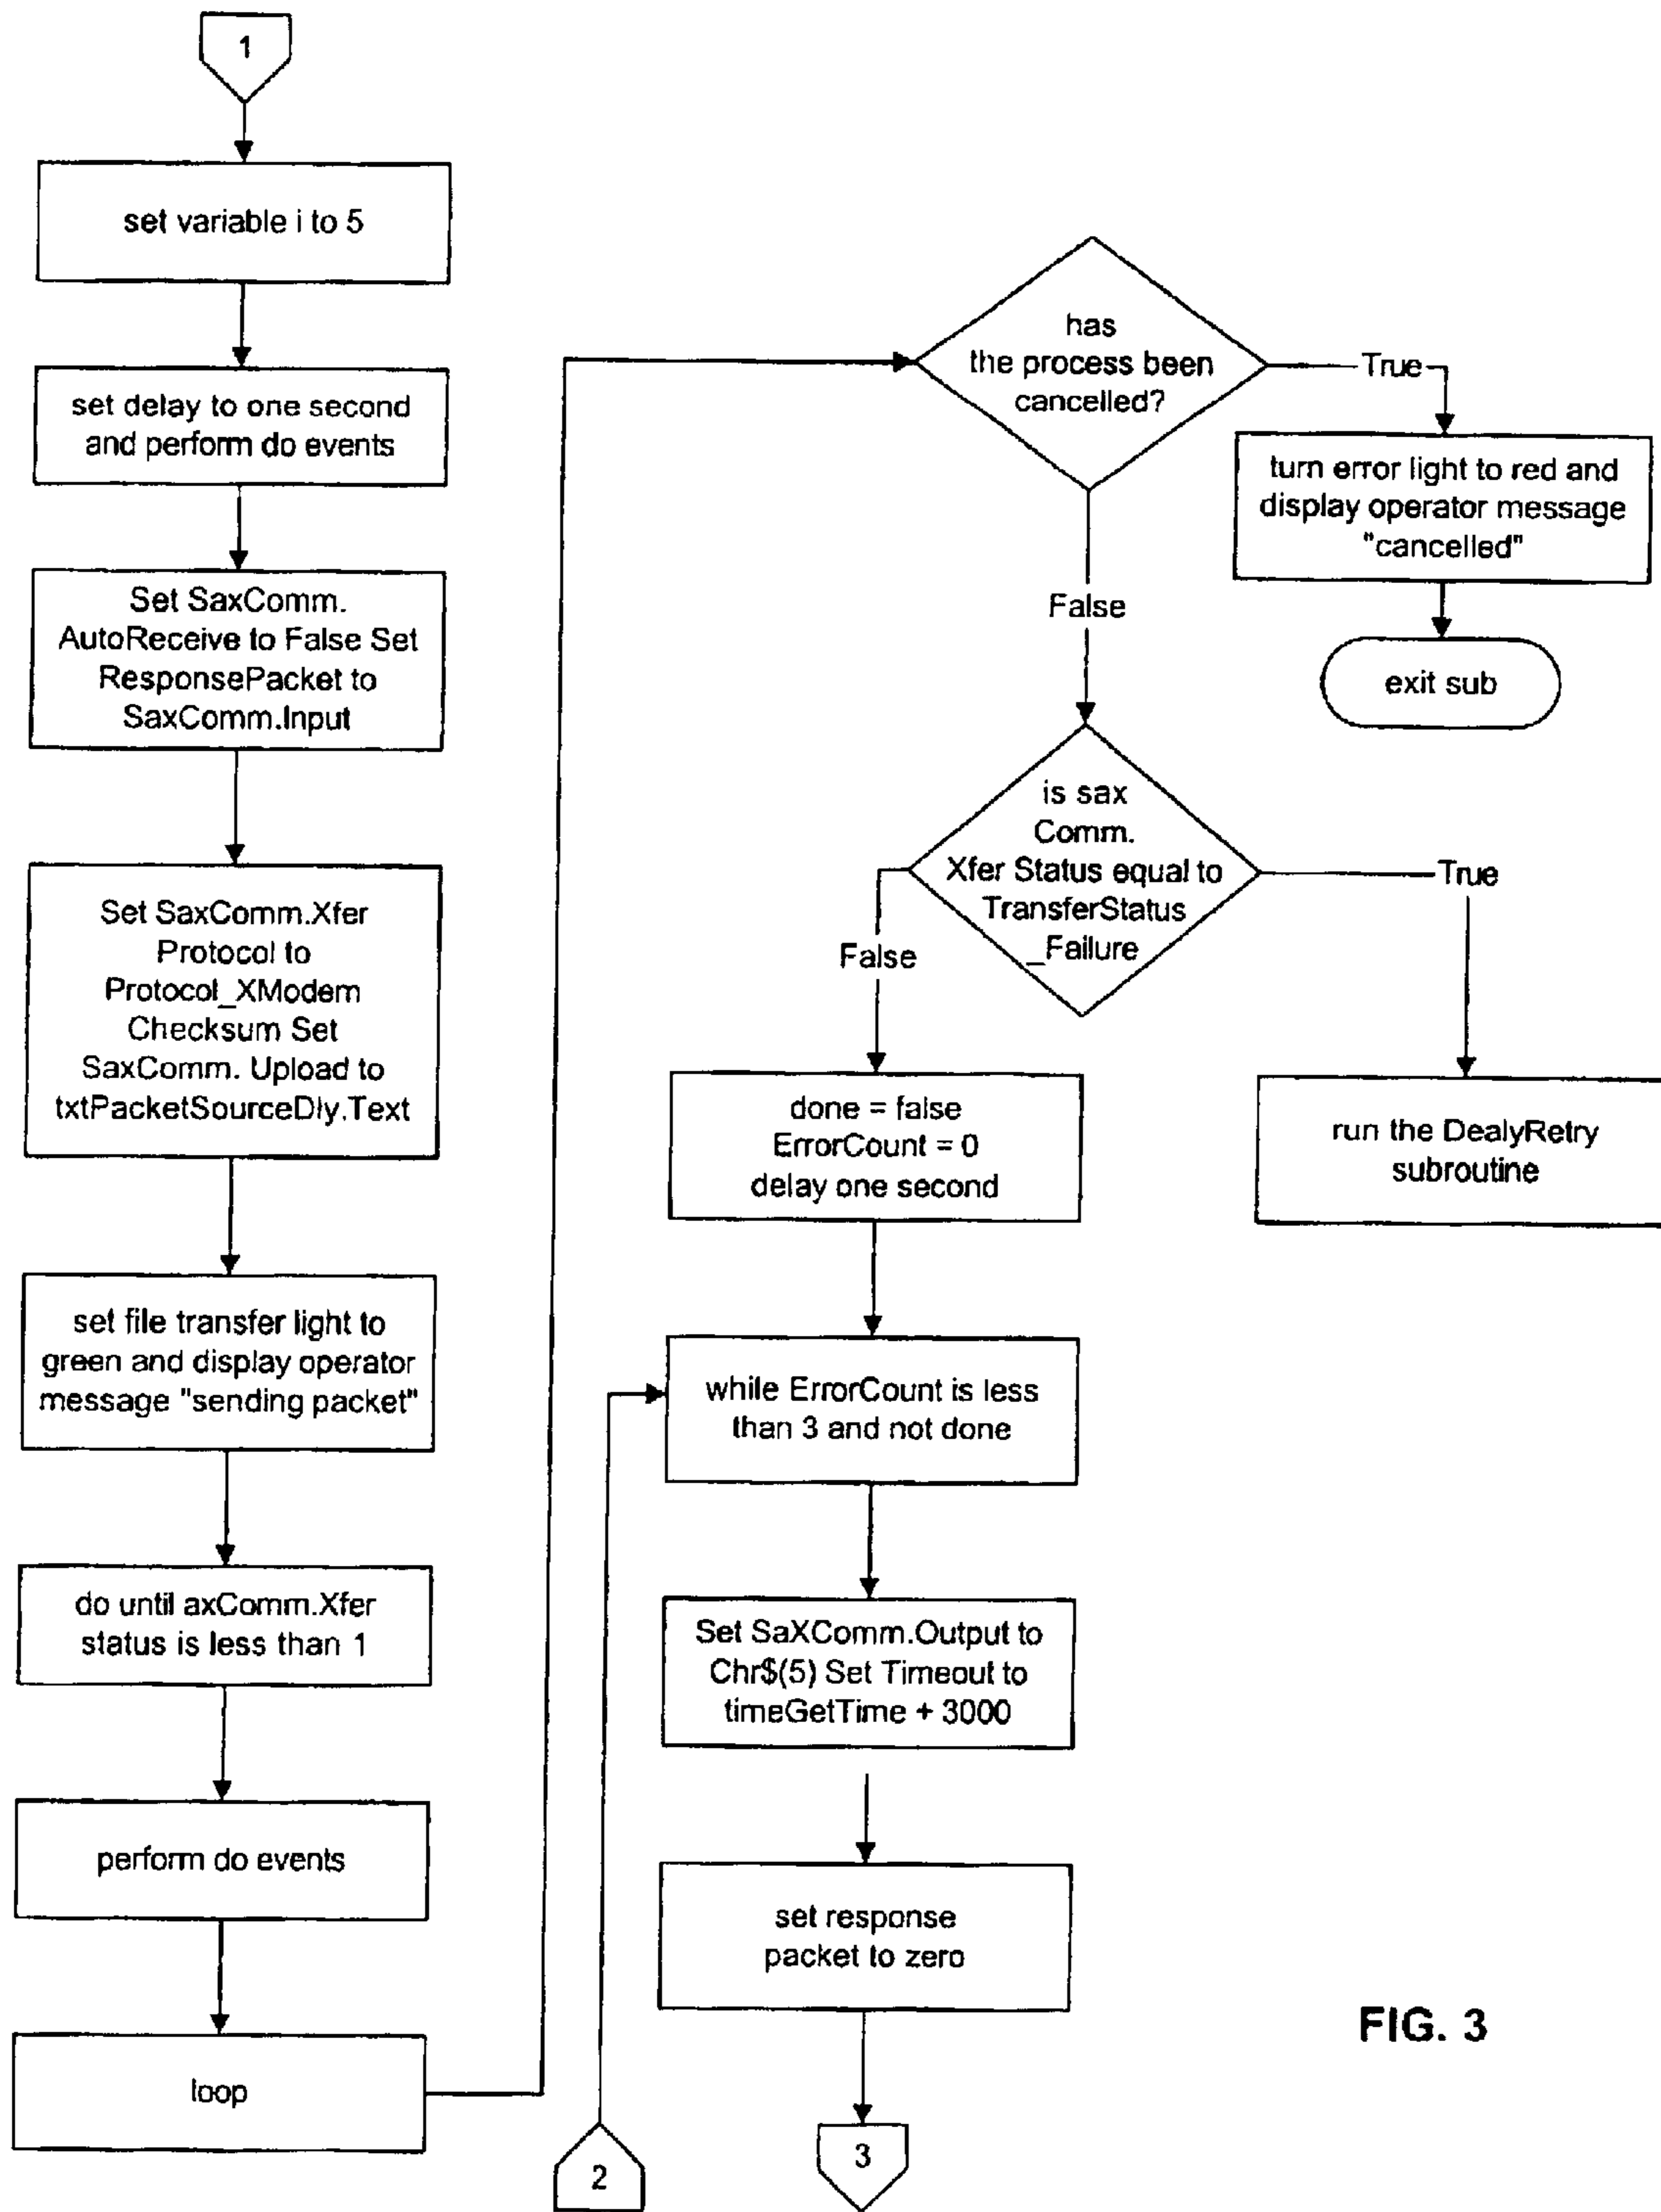 1
set variable i to 5
set delay to one second
and perform do events
Set SaxComm.
AutoReceive to False Set
ResponsePacket to
SaxComm.Input
Set SaxComm.Xfer
Protocol to
Protocol_XModem
Checksum Set
SaxComm. Upload to
txtPacketSourceDly.Text
set file transfer light to
green and display operator
message "sending packet"
do until axComm.Xfer
status is less than 1
perform do events
loop
has
the process been
cancelled?
True
turn error light to red and
display operator message
"cancelled"
exit sub
False
is sax
Comm.
Xfer Status equal to
TransferStatus
_Failure
True
run the DealyRetry
subroutine
False
done = false
ErrorCount = 0
delay one second
while ErrorCount is less
than 3 and not done
Set SaXComm.Output to
Chr$(5) Set Timeout to
timeGetTime + 3000
set response
packet to zero
2
3
FIG. 3